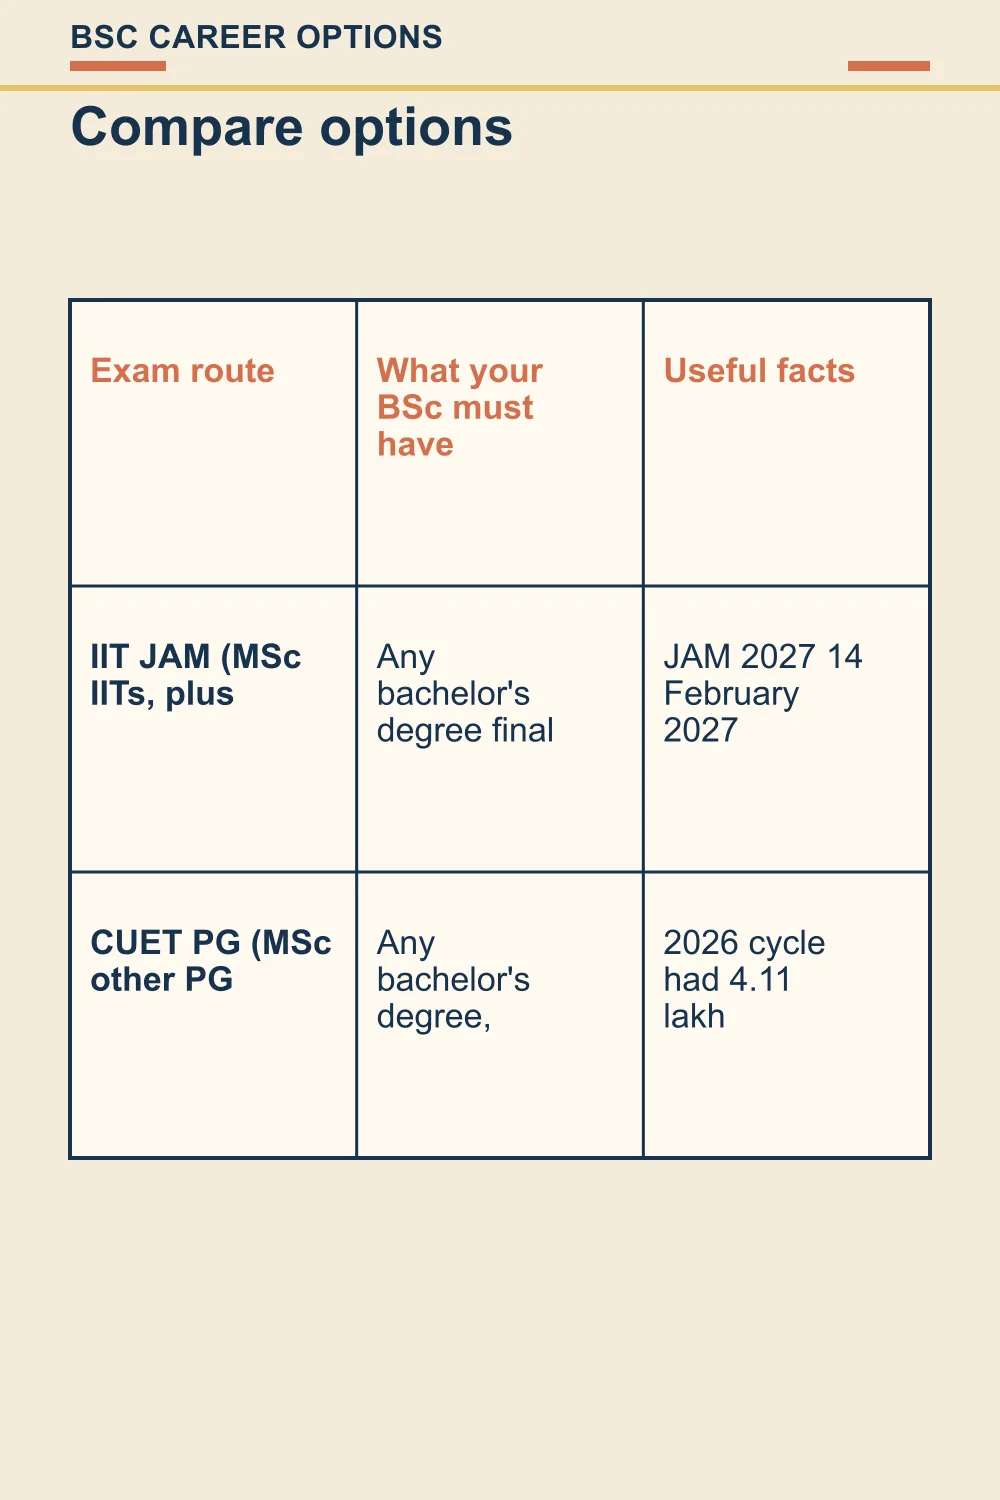 BSC CAREER OPTIONS
Compare options
Exam route
What your
BSc must
have
Useful facts
IIT JAM (MSc
IITs, plus
Any
bachelor's
degree final
JAM 2027 14
February
2027
CUET PG (MSc
other PG
Any
bachelor's
degree,
2026 cycle
had 4.11
lakh